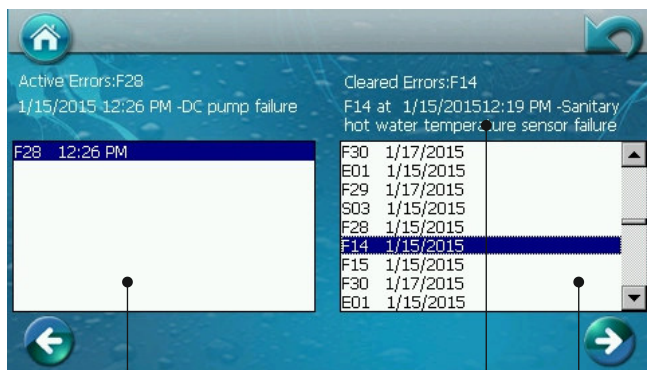 Active Errors:F28
1/15/2015 12:26 PM -DC pump failure
F28 12:26 PM
Cleared Errors:F14
F14 at 1/15/201512:19 PM -Sanitary
hot water temperature sensor failure
F30 1/17/2015
E01 1/15/2015
F29 1/17/2015
S03 1/15/2015
F28 1/15/2015
F14 1/15/2015
F15 1/15/2015
F30 1/17/2015
E01 1/15/2015